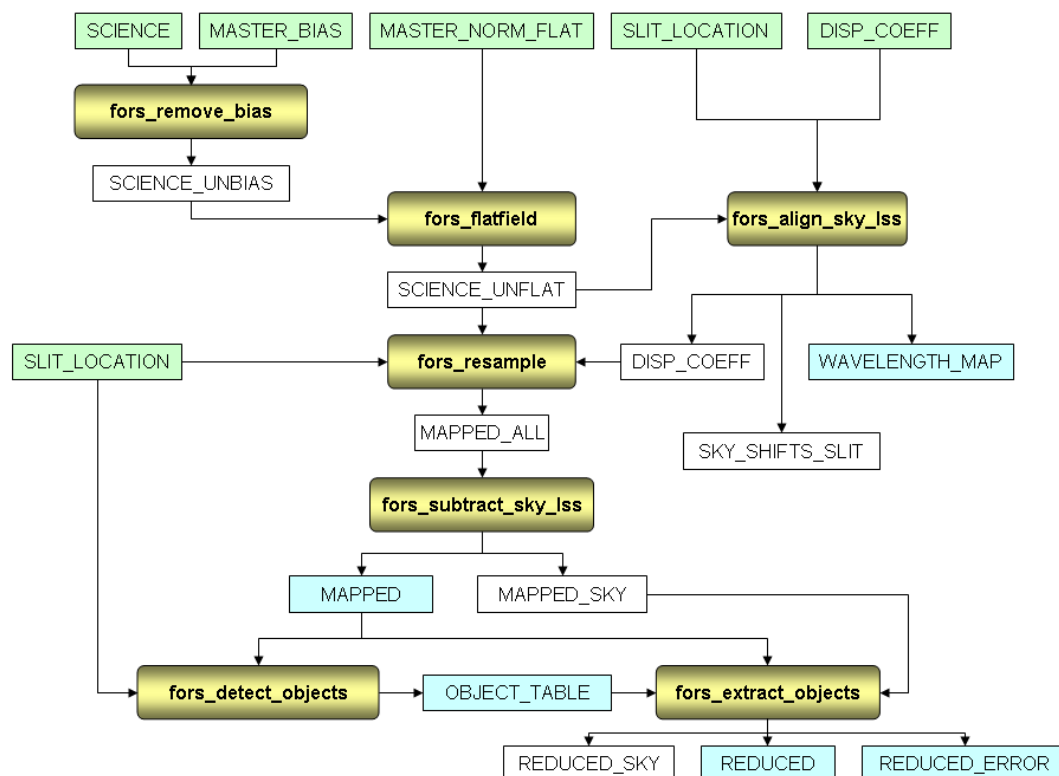 SCIENCE
MASTER_BIAS
MASTER_NORM_FLAT
SLIT_LOCATION
DISP_COEFF
fors_remove_bias
SCIENCE_UNBIAS
fors_flatfield
fors_align_sky_lss
SCIENCE_UNFLAT
SLIT_LOCATION
fors_resample
DISP_COEFF
WAVELENGTH_MAP
MAPPED_ALL
SKY_SHIFTS_SLIT
fors_subtract_sky_lss
MAPPED
MAPPED_SKY
fors_detect_objects
OBJECT_TABLE
fors_extract_objects
REDUCED_SKY
REDUCED
REDUCED_ERROR